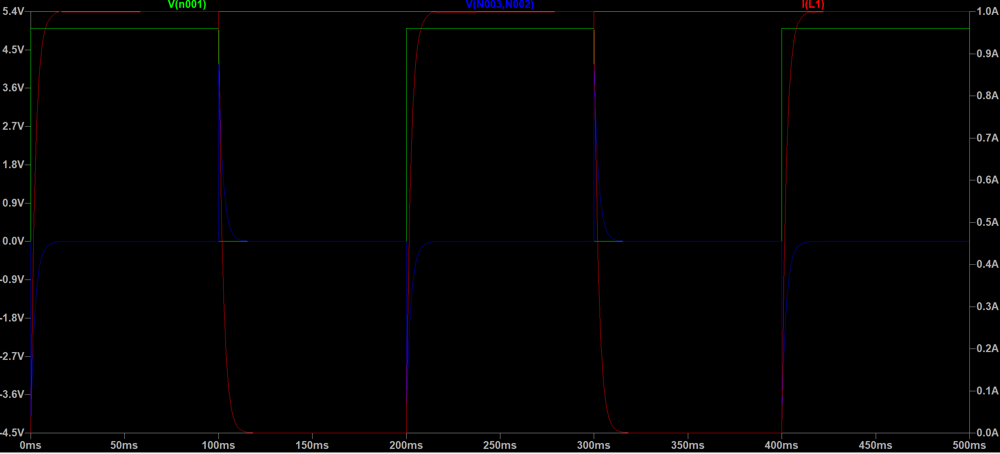 V(n001) V(N003,N002) I(L1)
5.4V 1.0A
4.5V 0.9A
3.6V 0.8A
2.7V 0.7A
1.8V 0.6A
0.9V 0.5A
0.0V 0.4A
-0.9V 0.3A
-1.8V 0.2A
-2.7V 0.1A
-3.6V
-4.5V 0.0A
0ms 50ms 100ms 150ms 200ms 250ms 300ms 350ms 400ms 450ms 500ms